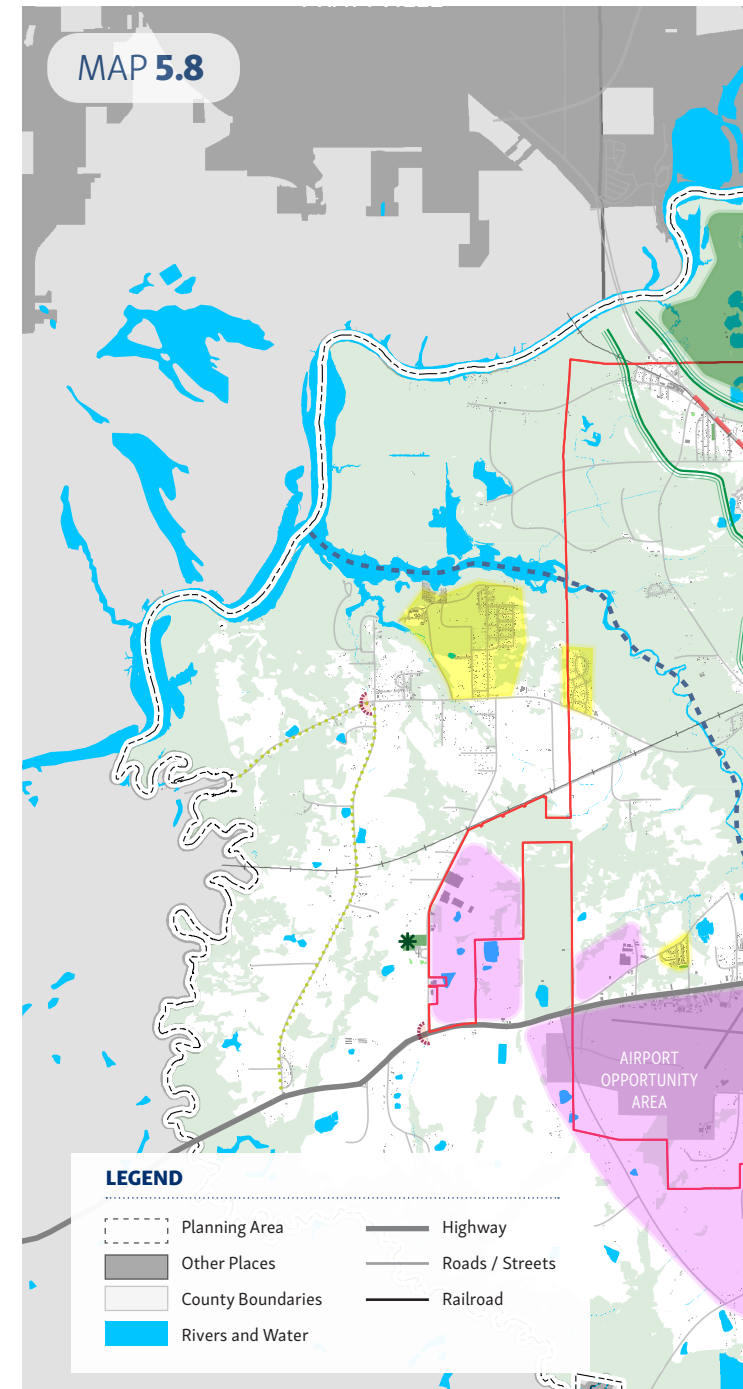 MAP 5.8
AIRPORT
OPPORTUNITY
AREA
LEGEND
Planning Area
Other Places
County Boundaries
Rivers and Water
Highway
Roads / Streets
Railroad